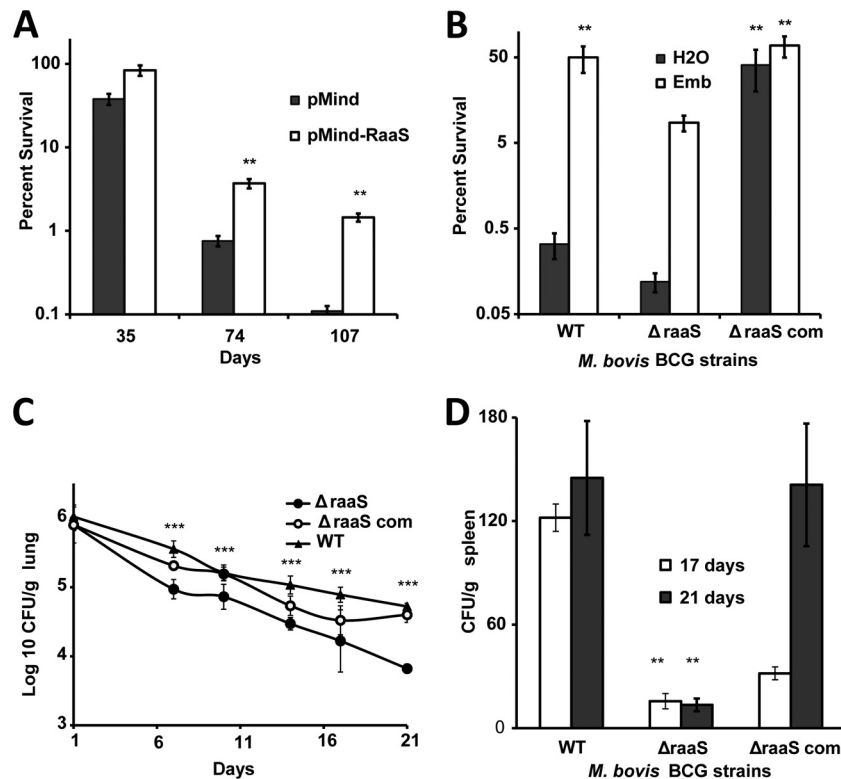 A
Percent Survival
100
10
1
0.1
pMind
pMind-RaaS
**
**
35 74 107
Days
B
Percent Survival
50
5
0.5
0.05
H2O
Emb
**
** **
WT ΔraaS ΔraaS com
M. bovis BCG strains
C
Log 10 CFU/g lung
6
5
4
3
ΔraaS
ΔraaS com
WT
***
***
***
***
***
1 6 11 16 21
Days
D
CFU/g spleen
180
120
60
0
17 days
21 days
** **
WT ΔraaS ΔraaS com
M. bovis BCG strains